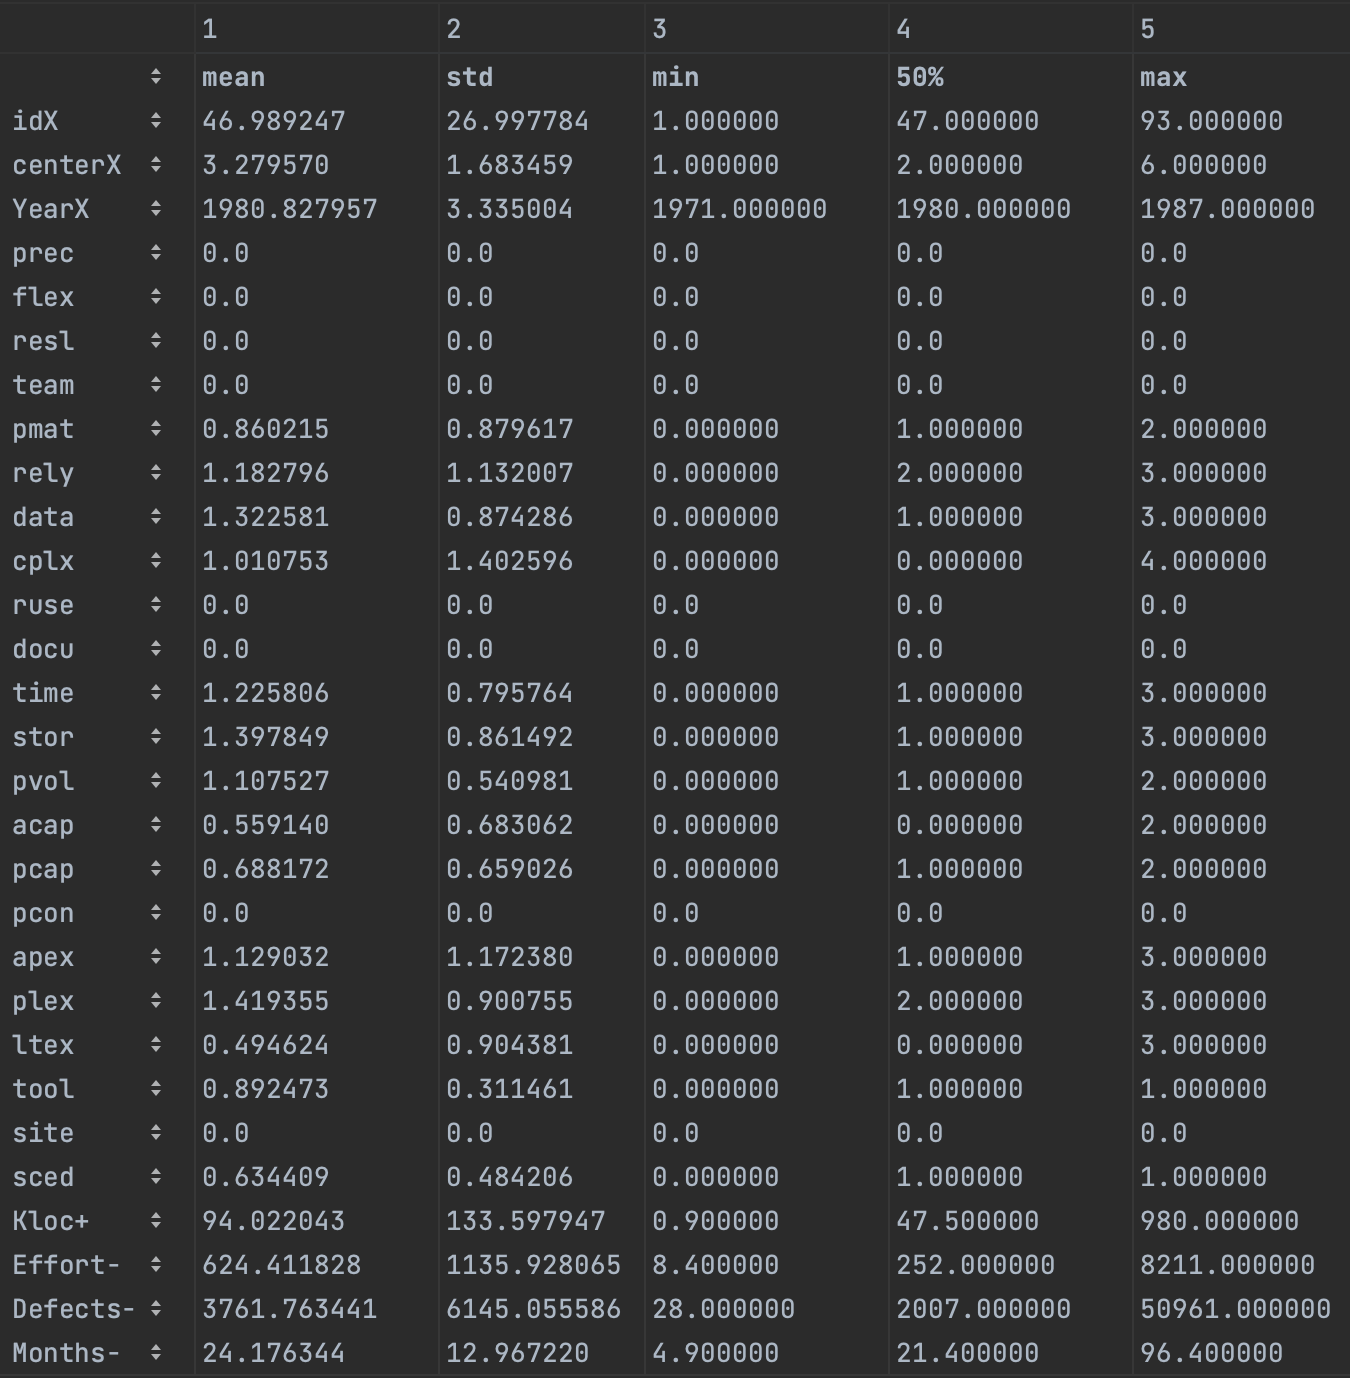 1 2 3 4 5
mean std min 50% max
idX 46.989247 26.997784 1.000000 47.000000 93.000000
centerX 3.279570 1.683459 1.000000 2.000000 6.000000
YearX 1980.827957 3.335004 1971.000000 1980.000000 1987.000000
prec 0.0 0.0 0.0 0.0 0.0
flex 0.0 0.0 0.0 0.0 0.0
resl 0.0 0.0 0.0 0.0 0.0
team 0.0 0.0 0.0 0.0 0.0
pmat 0.860215 0.879617 0.000000 1.000000 2.000000
rely 1.182796 1.132007 0.000000 2.000000 3.000000
data 1.322581 0.874286 0.000000 1.000000 3.000000
cplx 1.010753 1.402596 0.000000 0.000000 4.000000
ruse 0.0 0.0 0.0 0.0 0.0
docu 0.0 0.0 0.0 0.0 0.0
time 1.225806 0.795764 0.000000 1.000000 3.000000
stor 1.397849 0.861492 0.000000 1.000000 3.000000
pvol 1.107527 0.540981 0.000000 1.000000 2.000000
acap 0.559140 0.683062 0.000000 0.000000 2.000000
pcap 0.688172 0.659026 0.000000 1.000000 2.000000
pcon 0.0 0.0 0.0 0.0 0.0
apex 1.129032 1.172380 0.000000 1.000000 3.000000
plex 1.419355 0.900755 0.000000 2.000000 3.000000
ltex 0.494624 0.904381 0.000000 0.000000 3.000000
tool 0.892473 0.311461 0.000000 1.000000 1.000000
site 0.0 0.0 0.0 0.0 0.0
sced 0.634409 0.484206 0.000000 1.000000 1.000000
Kloc+ 94.022043 133.597947 0.900000 47.500000 980.000000
Effort- 624.411828 1135.928065 8.400000 252.000000 8211.000000
Defects- 3761.763441 6145.055586 28.000000 2007.000000 50961.000000
Months- 24.176344 12.967220 4.900000 21.400000 96.400000